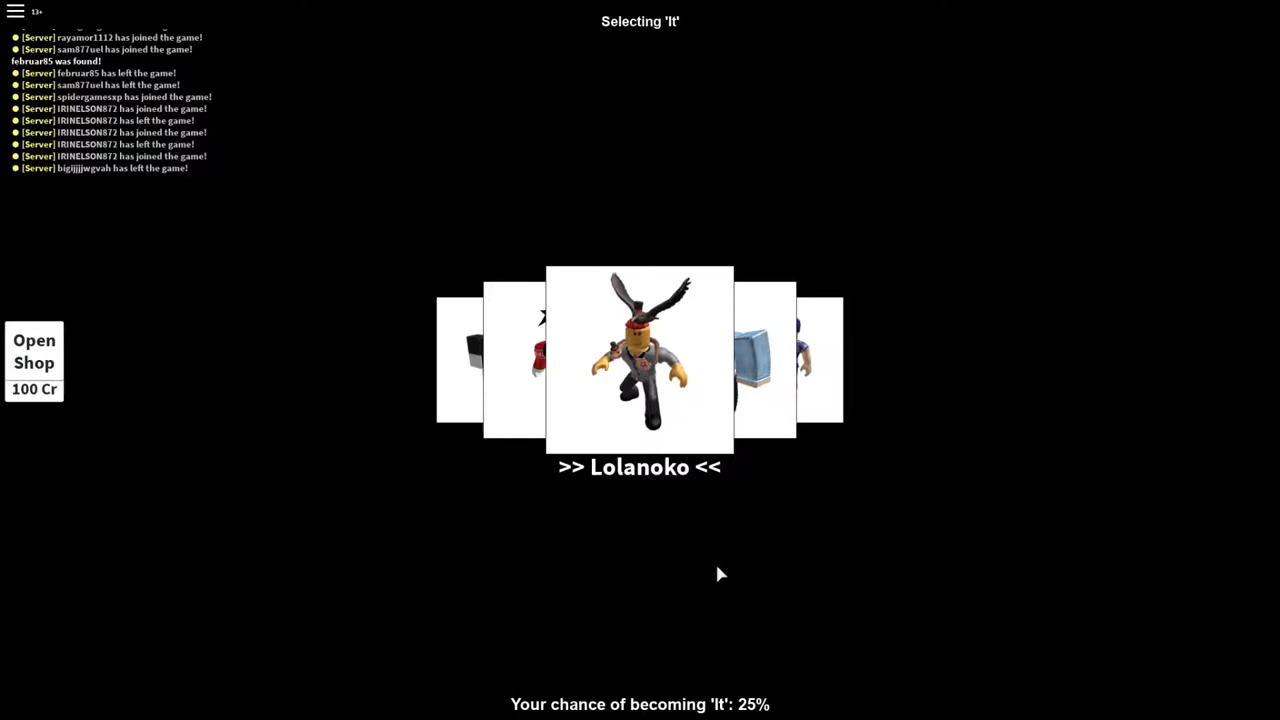 13+
Selecting 'It'
[Server] rayamor1112 has joined the game!
[Server] sam877uel has joined the game!
februar85 was found!
[Server] februar85 has left the game!
[Server] sam877uel has left the game!
[Server] spidergamesxp has joined the game!
[Server] IRINELSON872 has joined the game!
[Server] IRINELSON872 has left the game!
[Server] IRINELSON872 has joined the game!
[Server] IRINELSON872 has left the game!
[Server] IRINELSON872 has joined the game!
[Server] bigijjjjwgvah has left the game!
Open
Shop
100 Cr
>> Lolanoko <<
Your chance of becoming 'It': 25%